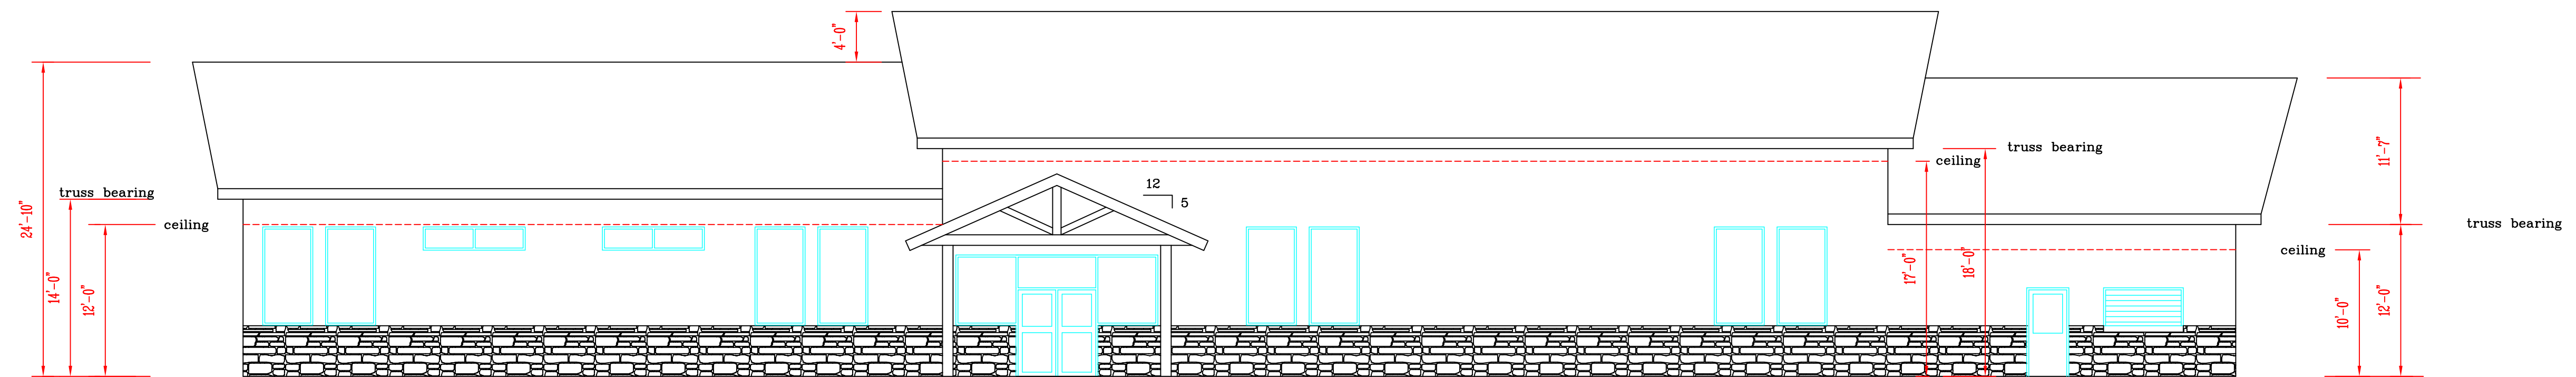 4'-0"
12
5
truss bearing
ceiling
24'-10"
14'-0"
12'-0"
truss bearing
ceiling
17'-0"
18'-0"
11'-7"
truss bearing
ceiling
10'-0"
12'-0"